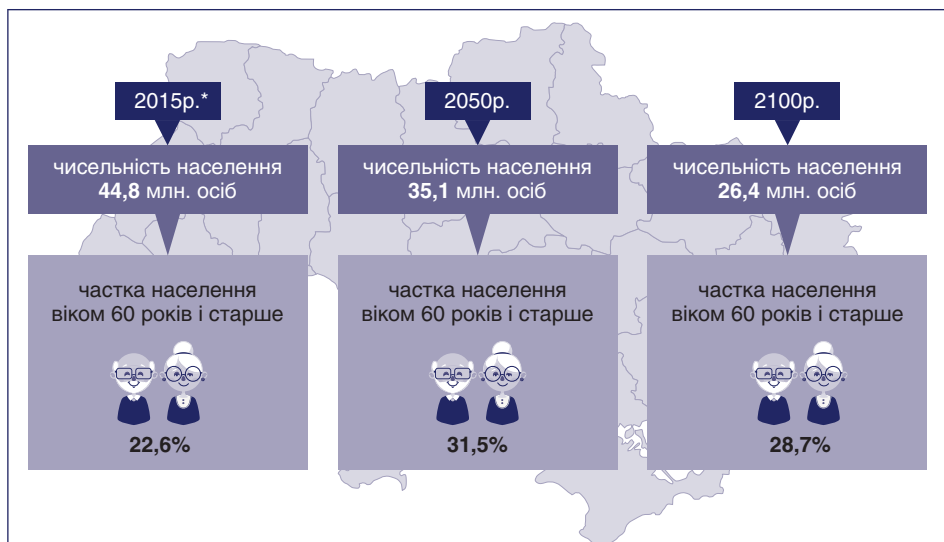 2015р.*
чисельність населення
44,8 млн. осіб
частка населення
віком 60 років і старше
22,6%
2050р.
чисельність населення
35,1 млн. осіб
частка населення
віком 60 років і старше
31,5%
2100р.
чисельність населення
26,4 млн. осіб
частка населення
віком 60 років і старше
28,7%